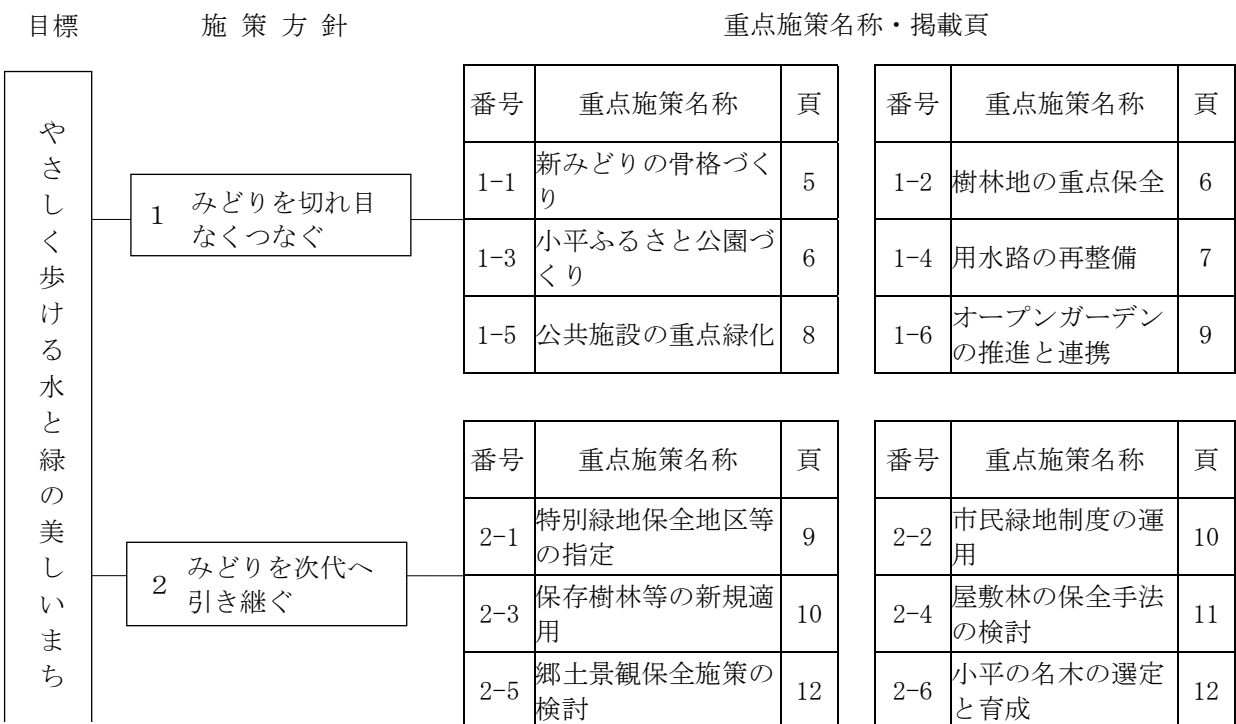 目標
施策方針
重点施策名称・掲載頁
やさしく歩ける水と緑の美しいまち
1 みどりを切れ目
なくつなぐ
番号 重点施策名称 頁
番号 重点施策名称 頁
1-1 新みどりの骨格づく
り 5
1-2 樹林地の重点保全 6
1-3 小平ふるさと公園づ
くり 6
1-4 用水路の再整備 7
1-5 公共施設の重点緑化 8
1-6 オープンガーデン
の推進と連携 9
2 みどりを次代へ
引き継ぐ
番号 重点施策名称 頁
番号 重点施策名称 頁
2-1 特別緑地保全地区等
の指定 9
2-2 市民緑地制度の運
用 10
2-3 保存樹林等の新規適
用 10
2-4 屋敷林の保全手法
の検討 11
2-5 郷土景観保全施策の
検討 12
2-6 小平の名木の選定
と育成 12